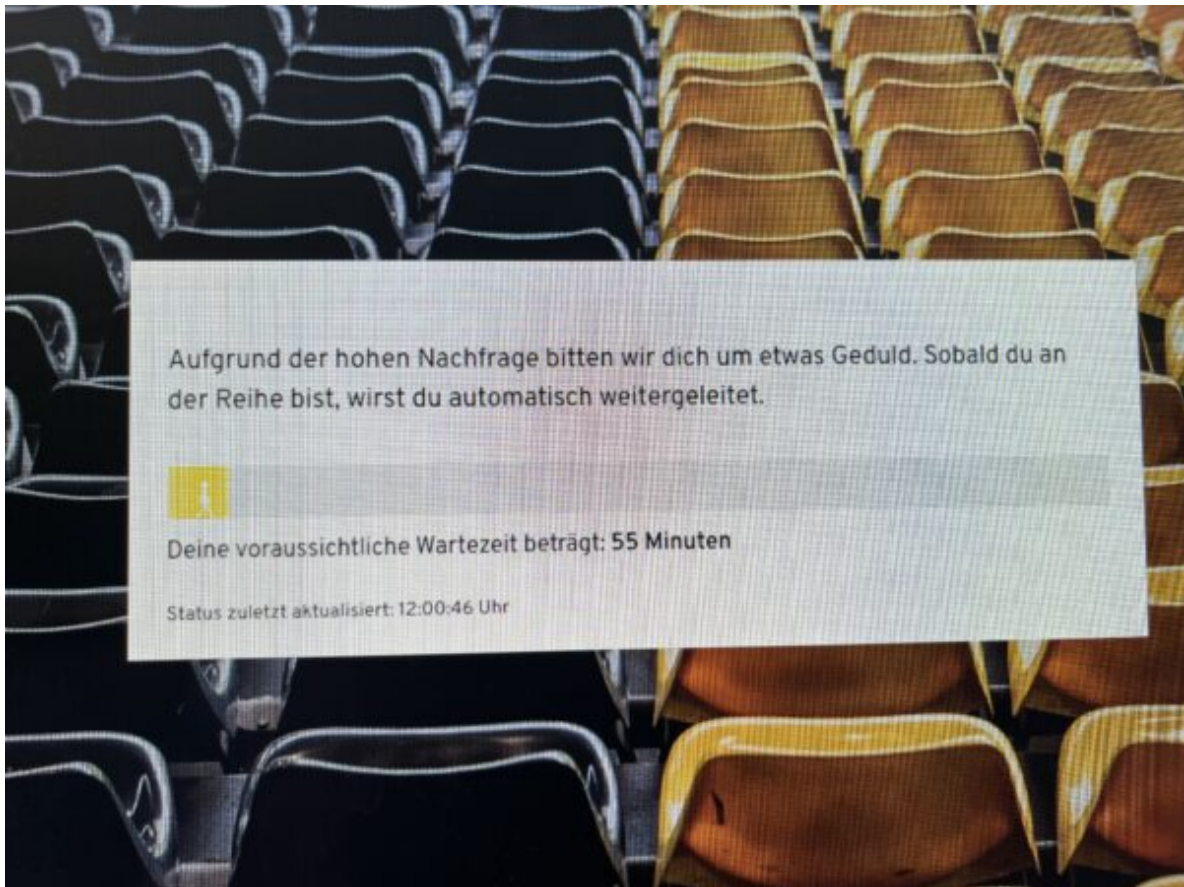 Aufgrund der hohen Nachfrage bitten wir dich um etwas Geduld. Sobald du an
der Reihe bist, wirst du automatisch weitergeleitet.
Deine voraussichtliche Wartezeit beträgt: 55 Minuten
Status zuletzt aktualisiert: 12:00:46 Uhr